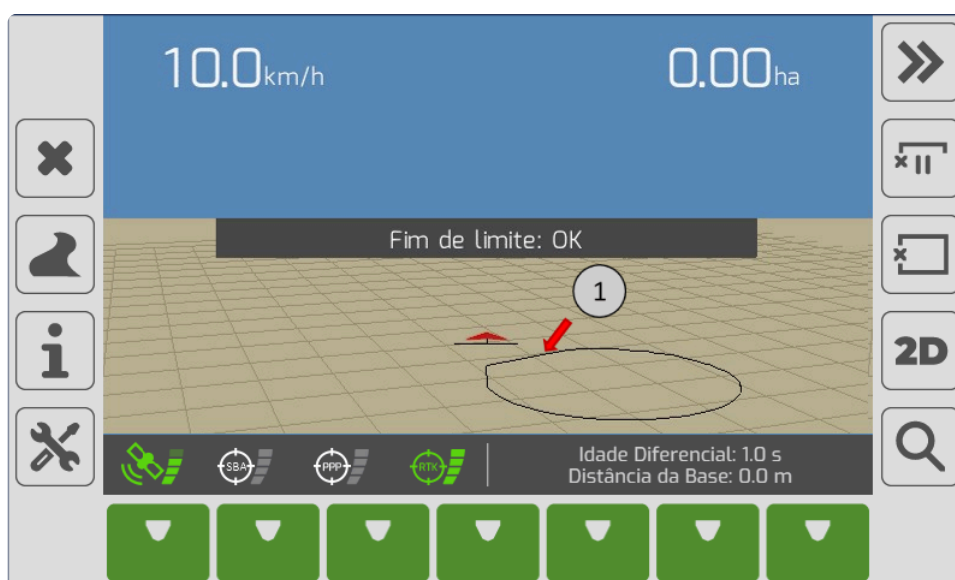 10.0km/h
0.00ha
Fim de limite: OK
1
2D
SBA
PPP
RTK
Idade Diferencial: 1.0 s
Distância da Base: 0.0 m